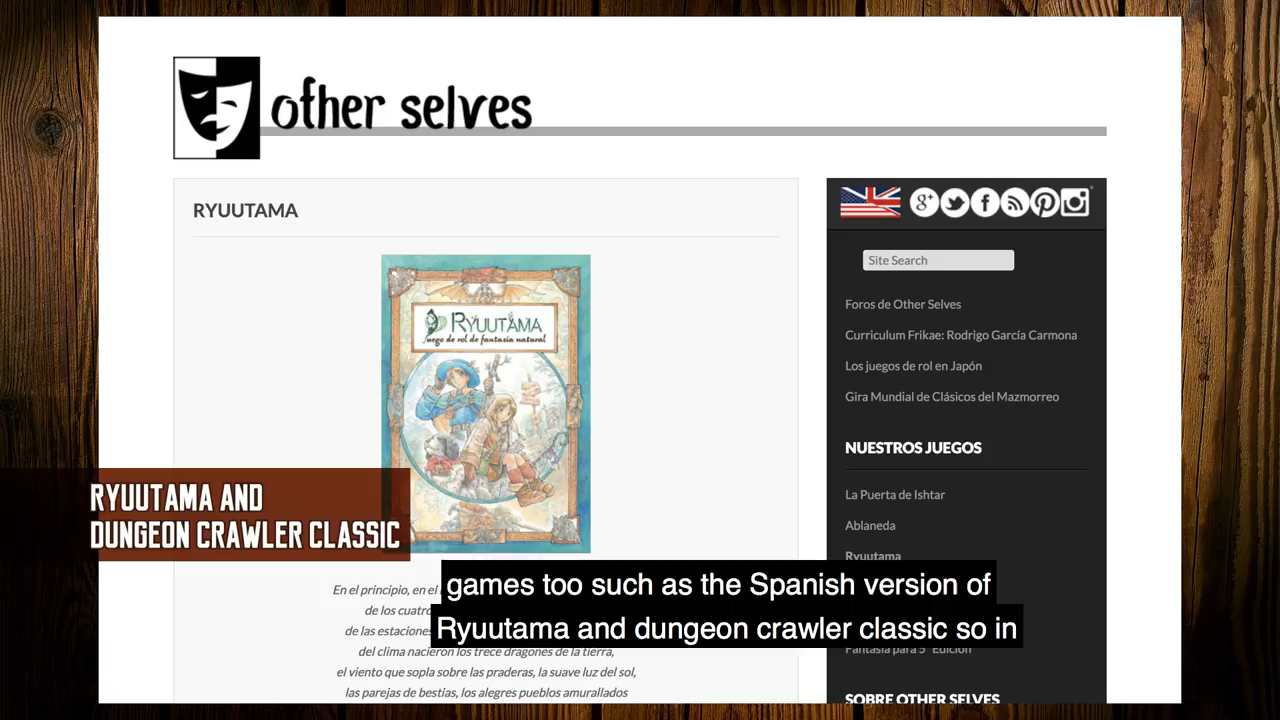 other selves
RYUUTAMA
RYUUTAMA
Juego de rol de fantasía natural
Site Search
Foros de Other Selves
Curriculum Frikae: Rodrigo García Carmona
Los juegos de rol en Japón
Gira Mundial de Clásicos del Mazmorreo
NUESTROS JUEGOS
La Puerta de Ishtar
Ablaneda
Ryuutama
Fantasía para 5ª Edición
SOBRE OTHER SELVES
RYUUTAMA AND
DUNGEON CRAWLER CLASSIC
En el principio, en el
de los cuatro
de las estaciones
del clima nacieron los trece dragones de la tierra,
el viento que sopla sobre las praderas, la suave luz del sol,
las parejas de bestias, los alegres pueblos amurallados
games too such as the Spanish version of
Ryuutama and dungeon crawler classic so in